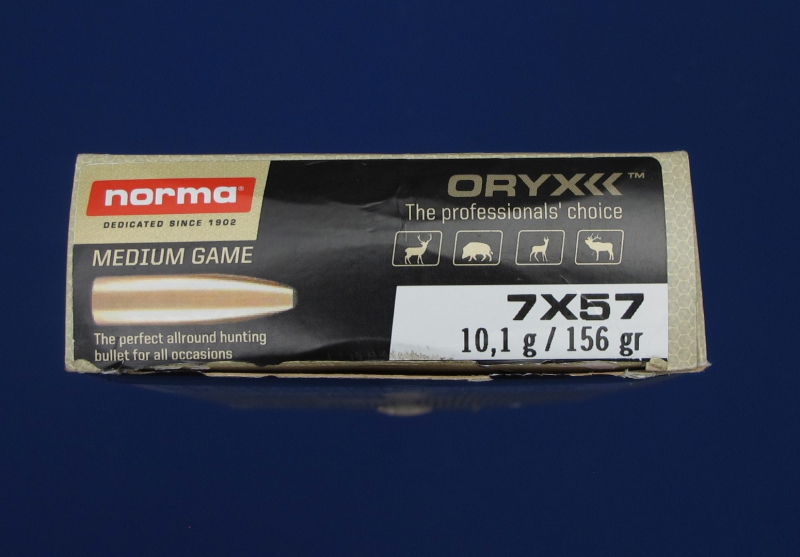 norma®
DEDICATED SINCE 1902
MEDIUM GAME
The perfect allround hunting
bullet for all occasions
ORYX™
The professionals' choice
7X57
10,1 g / 156 gr